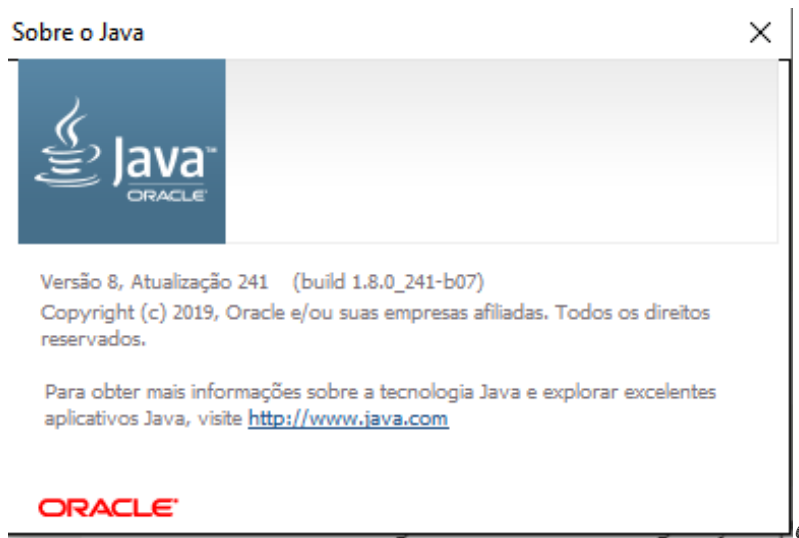 Sobre o Java
Java™
ORACLE
Versão 8, Atualização 241 (build 1.8.0_241-b07)
Copyright (c) 2019, Oracle e/ou suas empresas afiliadas. Todos os direitos
reservados.
Para obter mais informações sobre a tecnologia Java e explorar excelentes
aplicativos Java, visite http://www.java.com
ORACLE